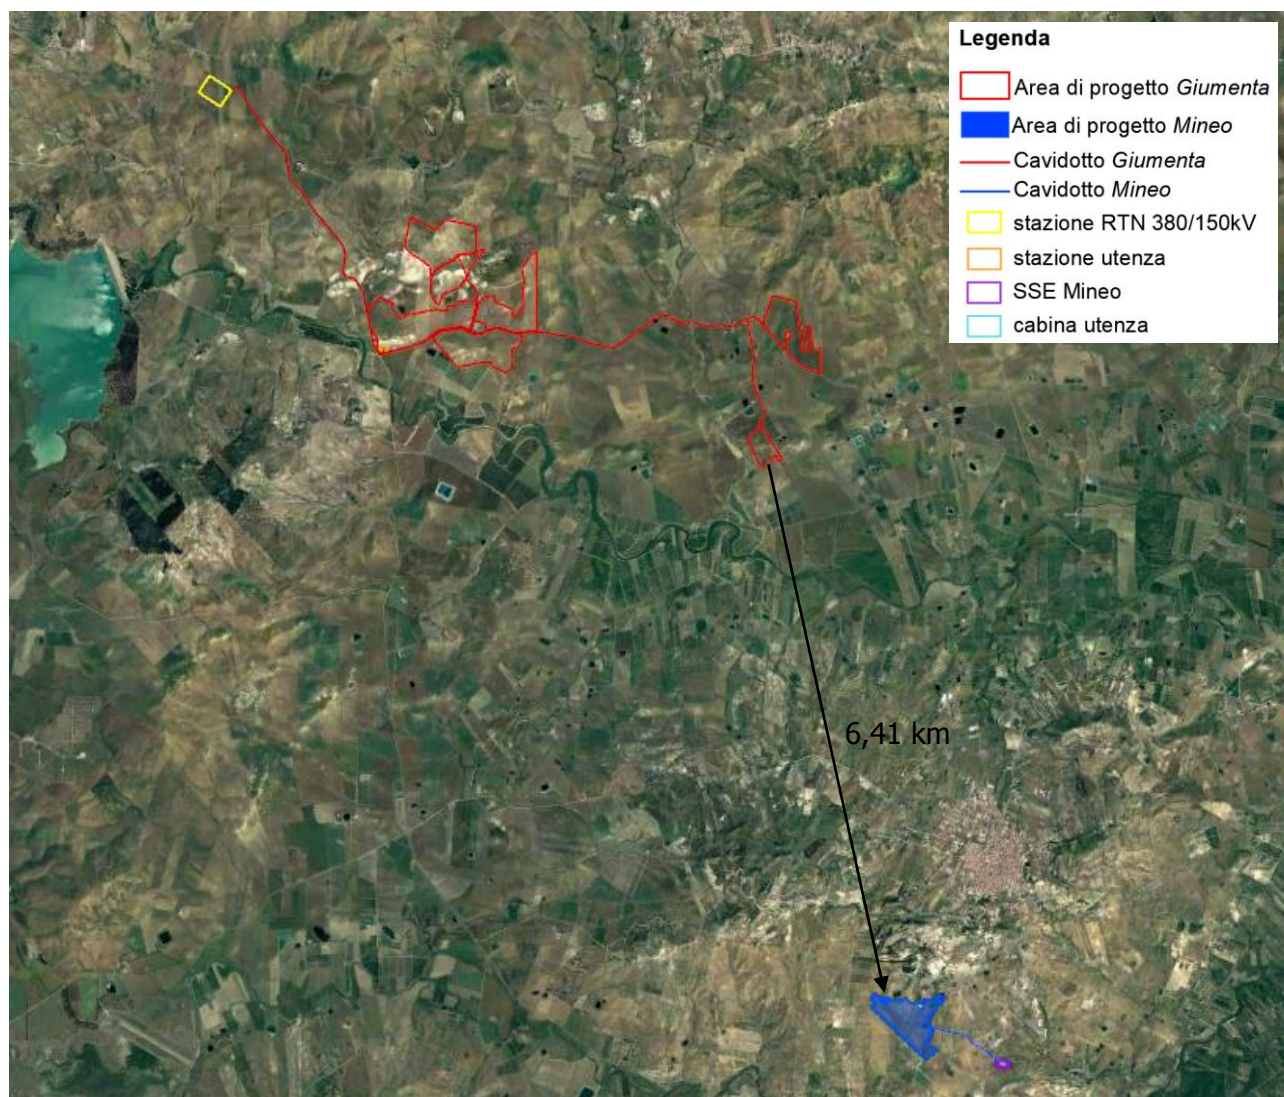 Legenda
Area di progetto Giumenta
Area di progetto Mineo
Cavidotto Giumenta
Cavidotto Mineo
stazione RTN 380/150kV
stazione utenza
SSE Mineo
cabina utenza
6,41 km